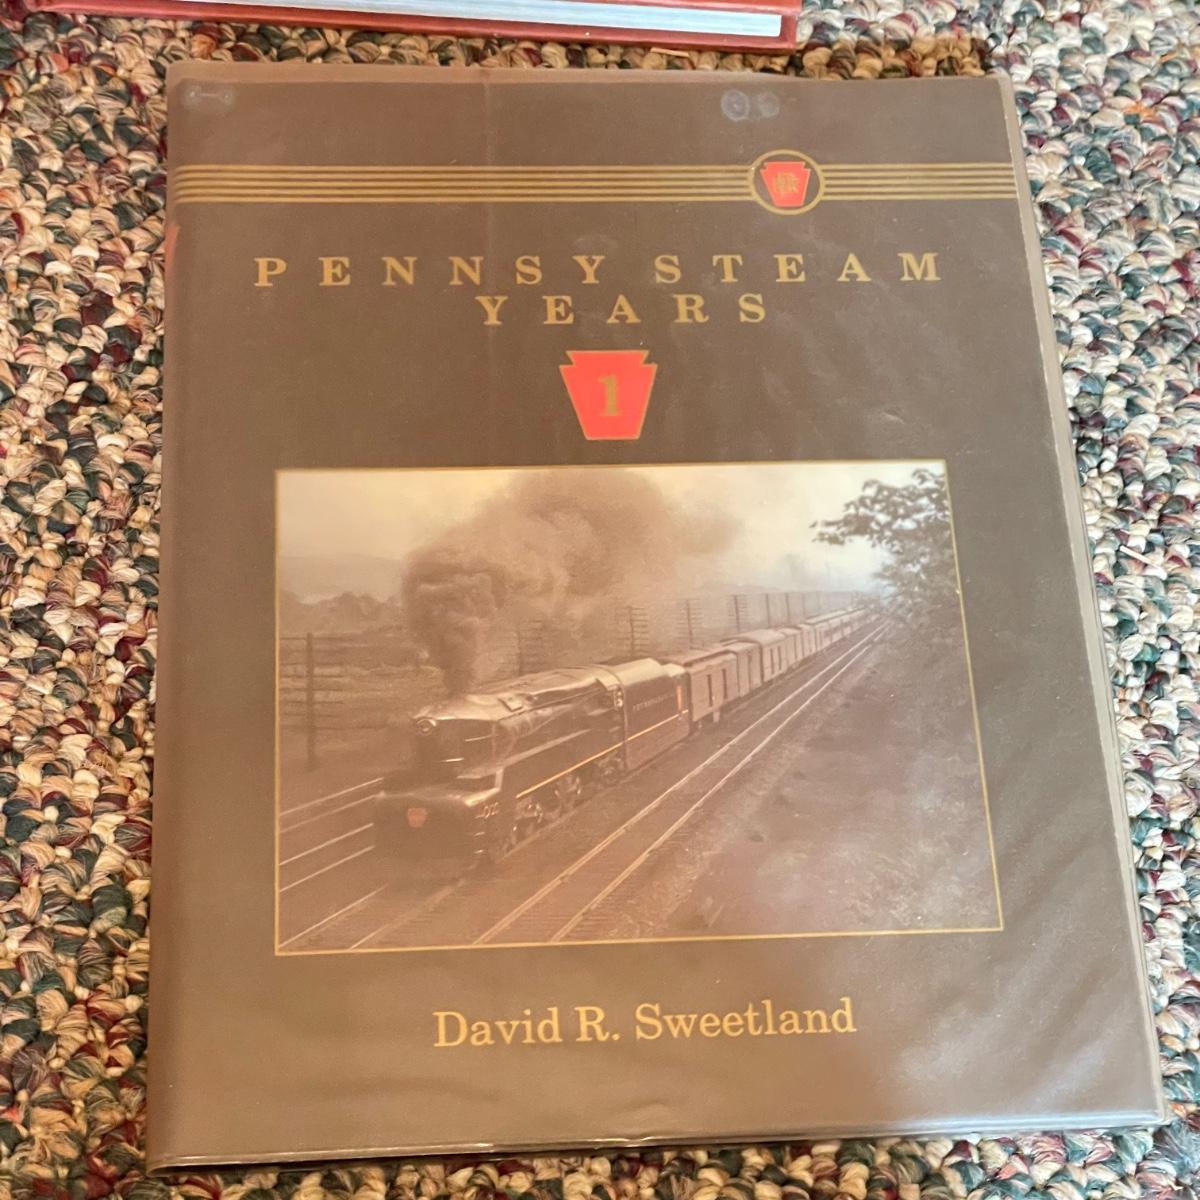 PENNSY STEAM
YEARS
1
David R. Sweetland